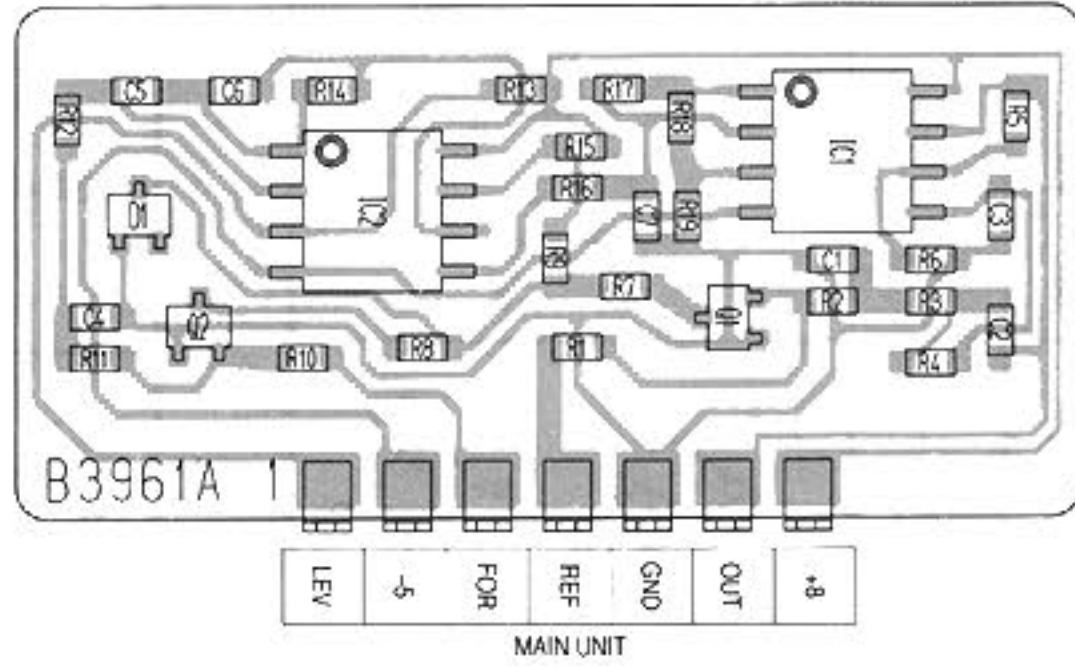 C5 C6 R14 R13 R17
R12 R18 R5
R15 IC1
R16
D1 IC2 C7 R19 C3
R9 C1 R6
R7
C4 Q2 D1 R2 R3
R11 R10 R8 R1 R4 C2
B3961A 1
LEV -5 FOR REF GND OUT +8
MAIN UNIT